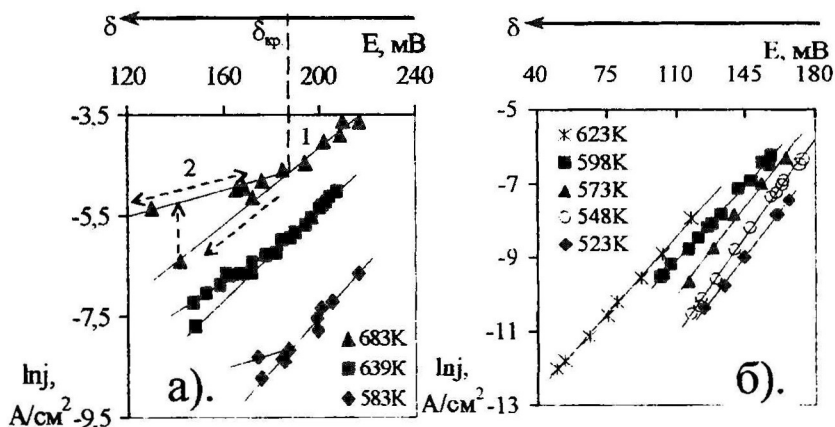 δ
δкр.
E, мВ
120 160 200 240
-3,5
-5,5
-7,5
-9,5
1
2
683K
639K
583K
lnj,
А/см²
а).
δ
E, мВ
40 75 110 145 180
-5
-7
-9
-11
-13
623K
598K
573K
548K
523K
lnj,
А/см²
б).